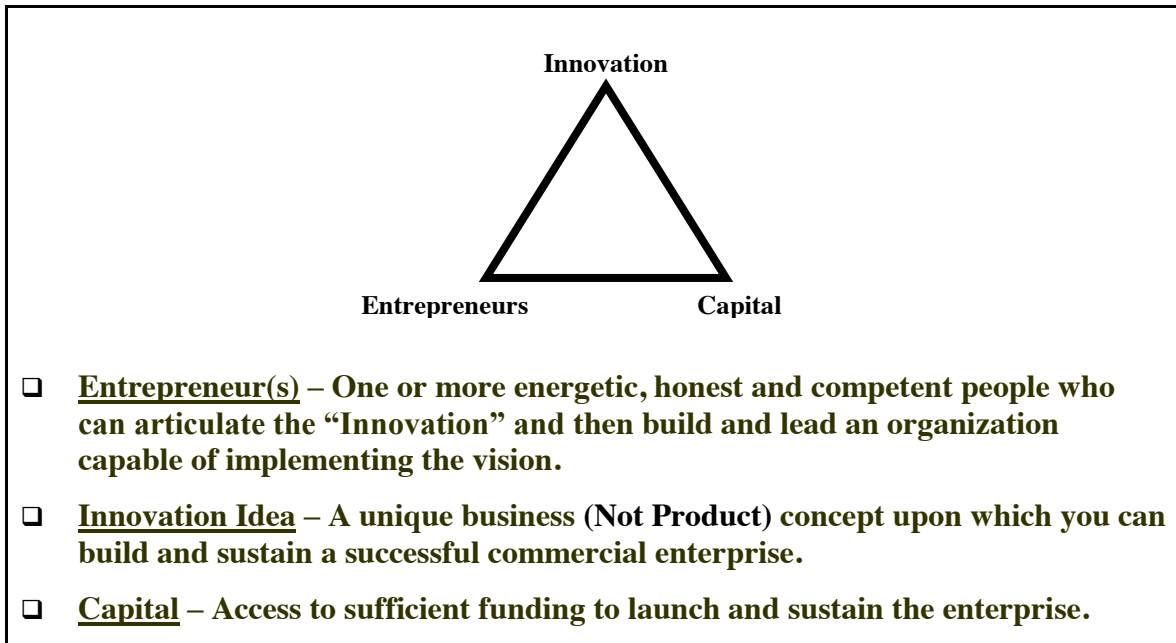 Innovation
Entrepreneurs Capital
❑ Entrepreneur(s) – One or more energetic, honest and competent people who
can articulate the “Innovation” and then build and lead an organization
capable of implementing the vision.
❑ Innovation Idea – A unique business (Not Product) concept upon which you can
build and sustain a successful commercial enterprise.
❑ Capital – Access to sufficient funding to launch and sustain the enterprise.